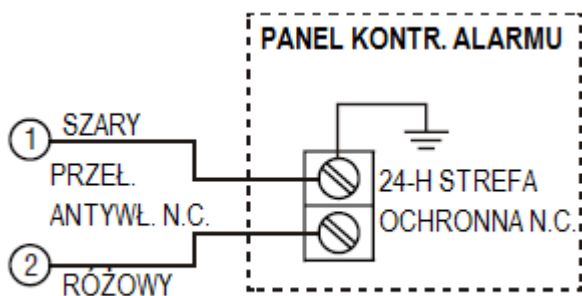 PANEL KONTR. ALARMU
1
SZARY
PRZEŁ.
ANTYWŁ. N.C.
24-H STREFA
OCHRONNA N.C.
2
RÓŻOWY